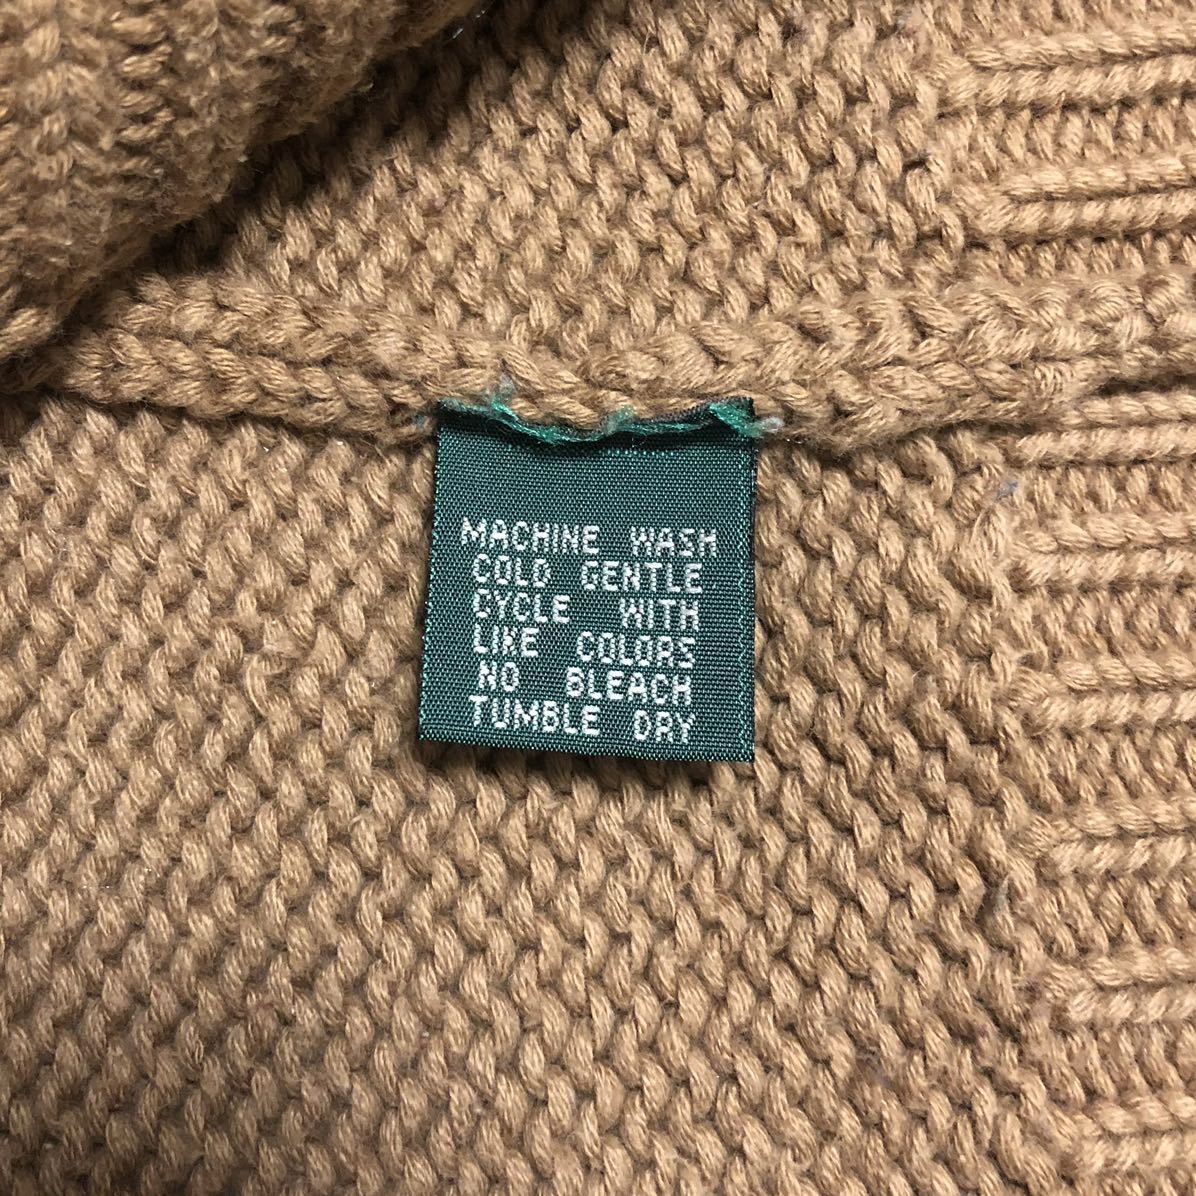 MACHINE WASH
COLD GENTLE
CYCLE WITH
LIKE COLORS
NO BLEACH
TUMBLE DRY